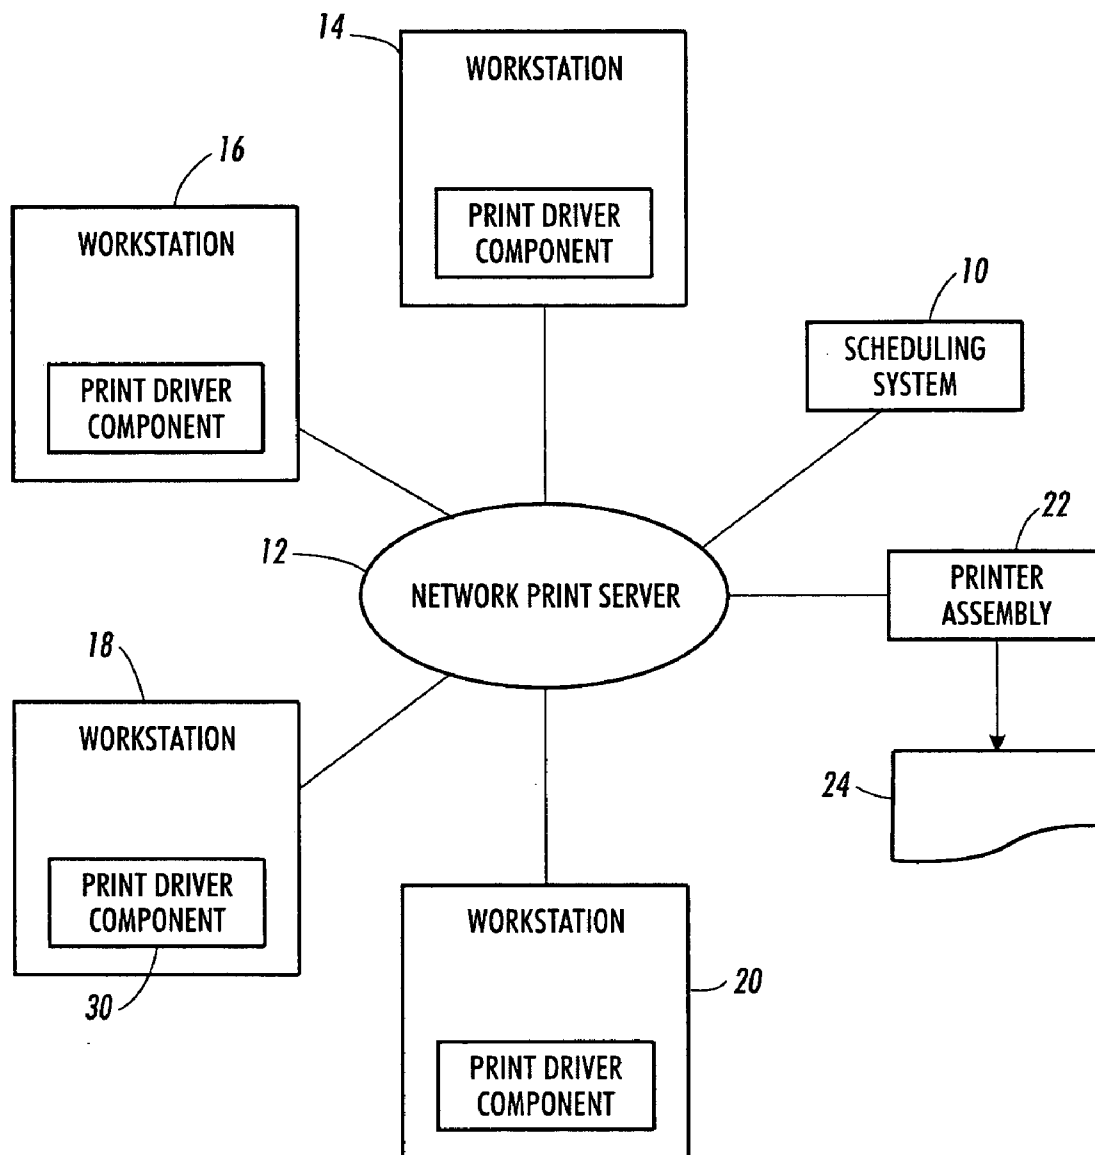 14
WORKSTATION
PRINT DRIVER
COMPONENT
16
WORKSTATION
PRINT DRIVER
COMPONENT
10
SCHEDULING
SYSTEM
12
NETWORK PRINT SERVER
22
PRINTER
ASSEMBLY
24
18
WORKSTATION
PRINT DRIVER
COMPONENT
30
WORKSTATION
20
PRINT DRIVER
COMPONENT